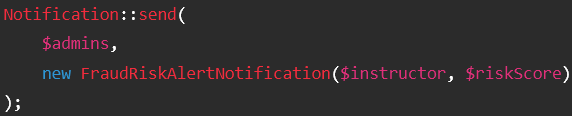 Notification::send(
    $admins,
    new FraudRiskAlertNotification($instructor, $riskScore)
);